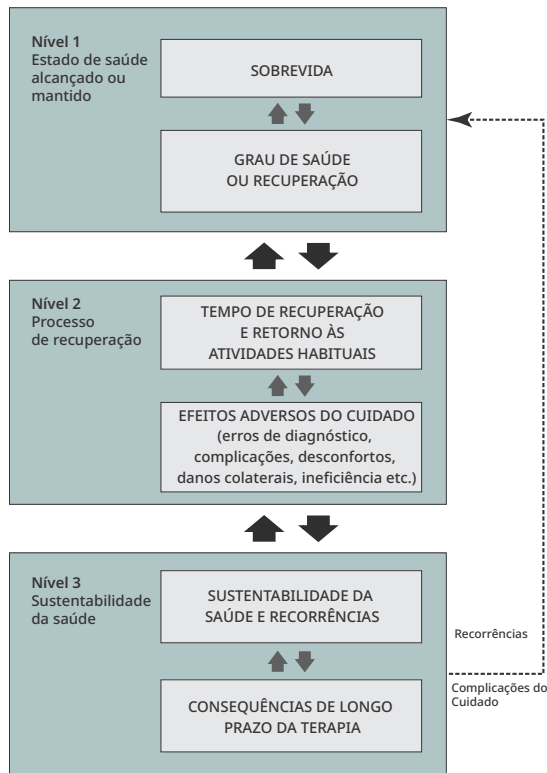 Nível 1
Estado de saúde
alcançado ou
mantido
SOBREVIDA
GRAU DE SAÚDE
OU RECUPERAÇÃO
Nível 2
Processo
de recuperação
TEMPO DE RECUPERAÇÃO
E RETORNO ÀS
ATIVIDADES HABITUAIS
EFEITOS ADVERSOS DO CUIDADO
(erros de diagnóstico,
complicações, desconfortos,
danos colaterais, ineficiência etc.)
Nível 3
Sustentabilidade
da saúde
SUSTENTABILIDADE DA
SAÚDE E RECORRÊNCIAS
CONSEQUÊNCIAS DE LONGO
PRAZO DA TERAPIA
Recorrências
Complicações do
Cuidado